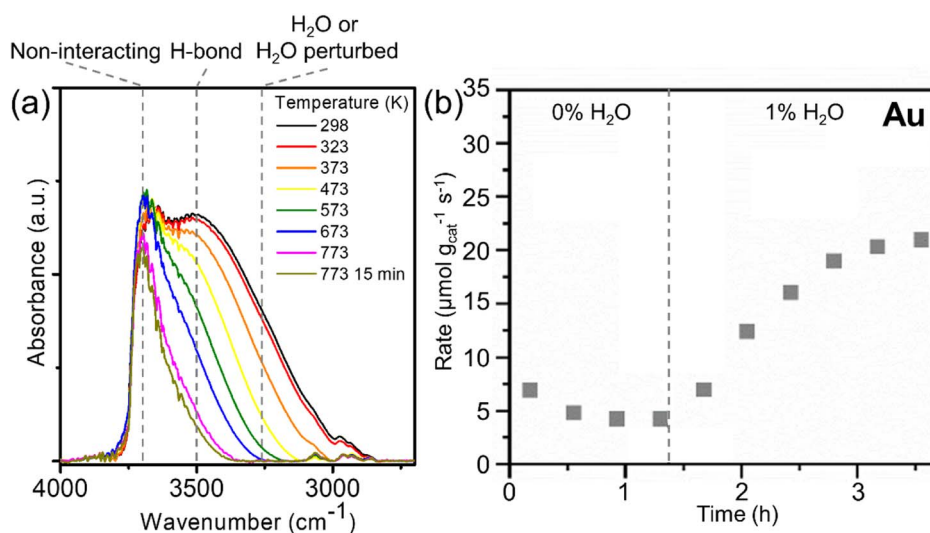 H₂O or
Non-interacting H-bond H₂O perturbed
(a)
Temperature (K)
298
323
373
473
573
673
773
773 15 min
Absorbance (a.u.)
4000 3500 3000
Wavenumber (cm⁻¹)
(b)
0% H₂O 1% H₂O Au
35
30
25
20
15
10
5
0
Rate (μmol g_cat⁻¹ s⁻¹)
0 1 2 3
Time (h)